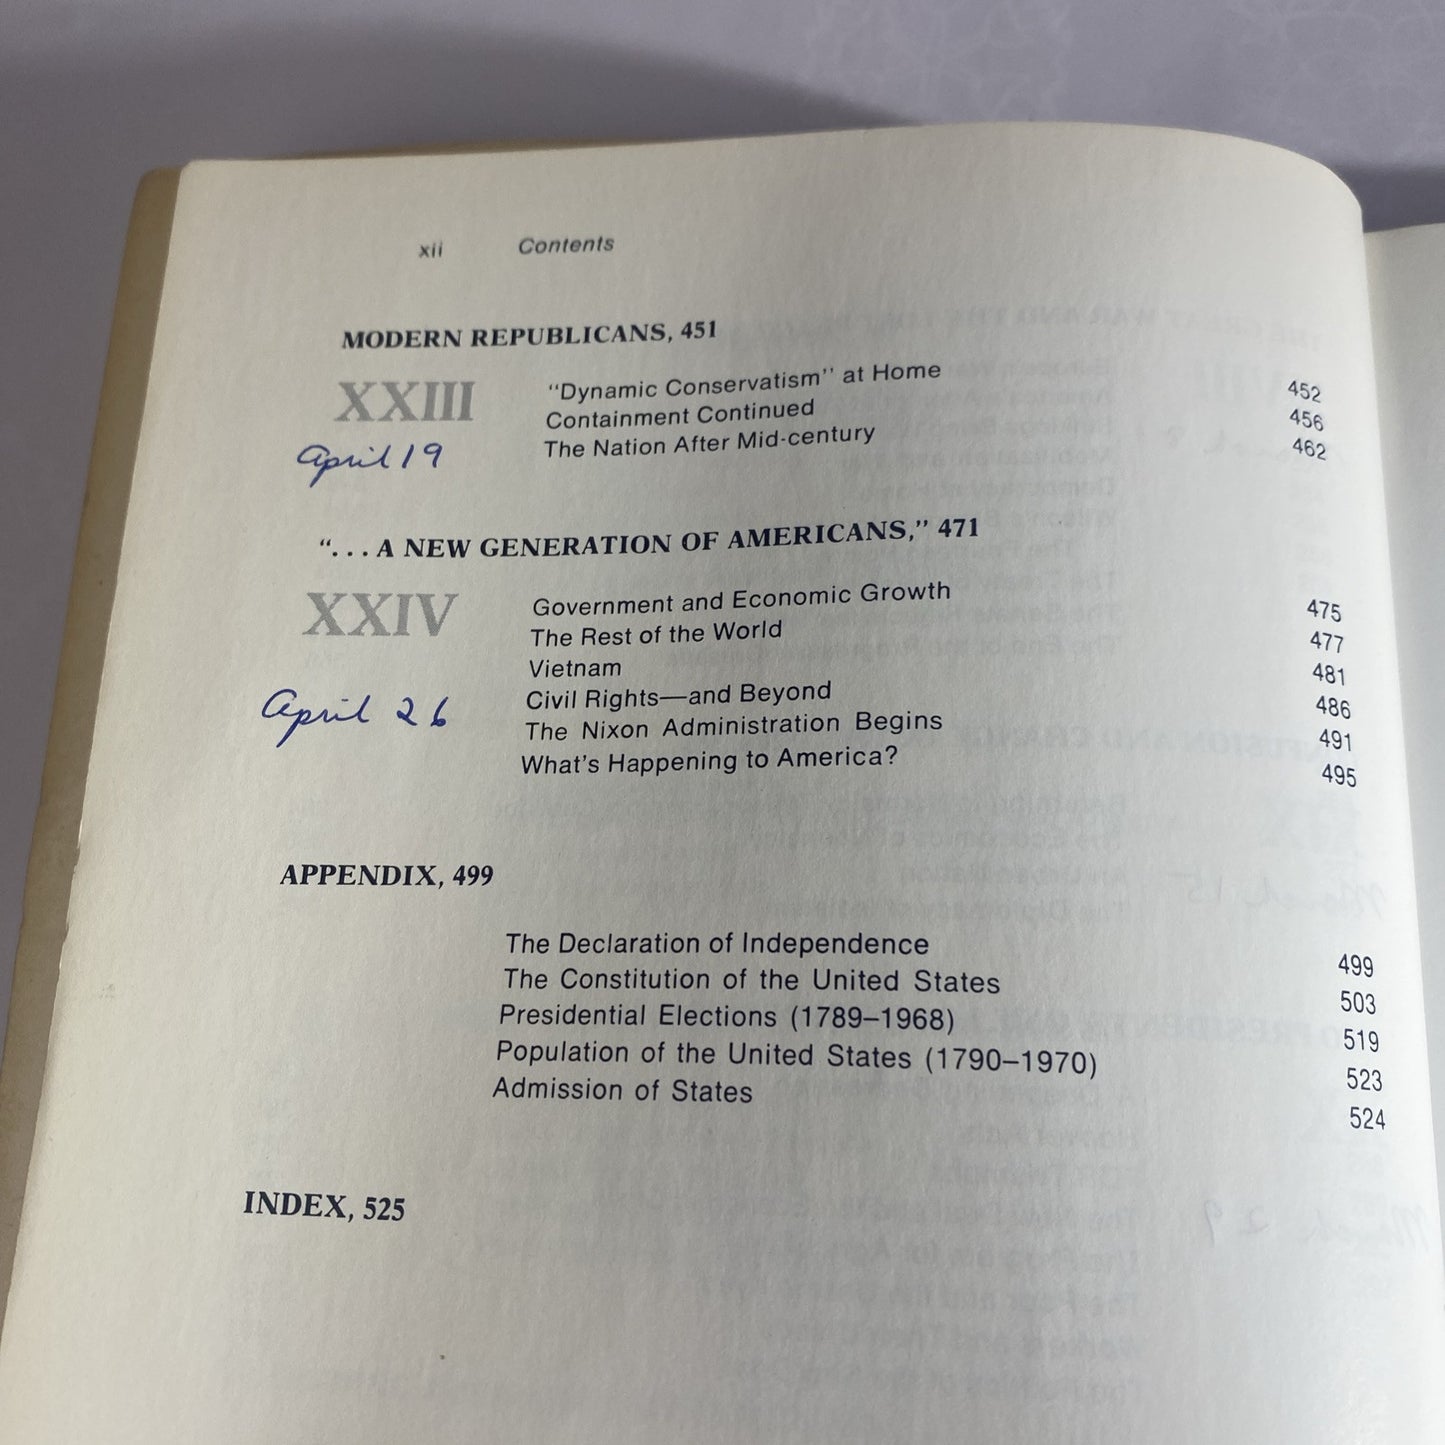 xii Contents
MODERN REPUBLICANS, 451
XXIII "Dynamic Conservatism" at Home 452
Containment Continued 456
The Nation After Mid-century 462
April 19
"... A NEW GENERATION OF AMERICANS," 471
XXIV Government and Economic Growth 475
The Rest of the World 477
Vietnam 481
Civil Rights—and Beyond 486
April 26
The Nixon Administration Begins 491
What's Happening to America? 495
APPENDIX, 499
The Declaration of Independence 499
The Constitution of the United States 503
Presidential Elections (1789–1968) 519
Population of the United States (1790–1970) 523
Admission of States 524
INDEX, 525